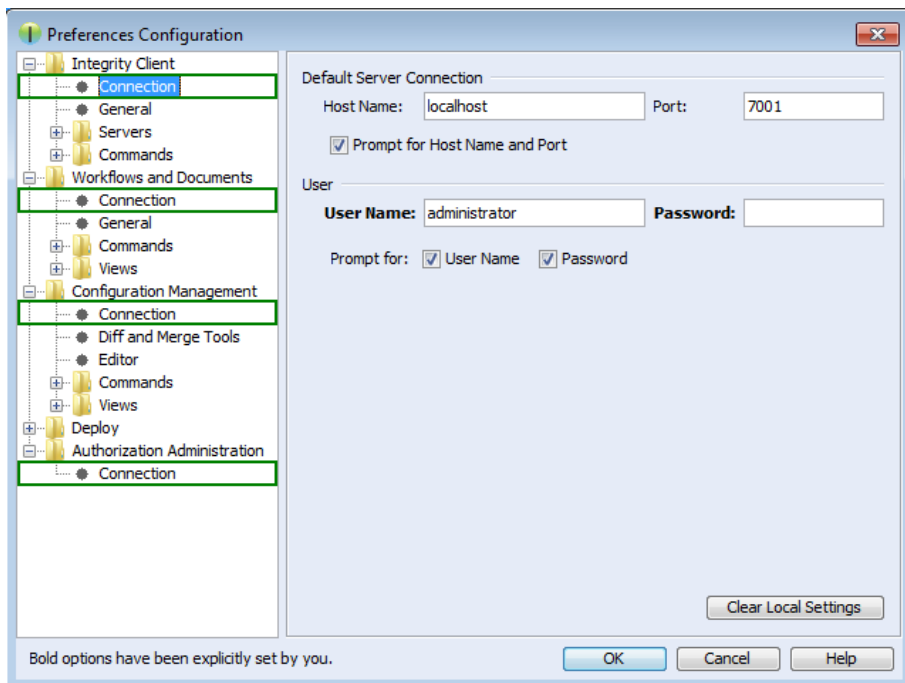 Preferences Configuration
Integrity Client
Connection
General
Servers
Commands
Workflows and Documents
Connection
General
Commands
Views
Configuration Management
Connection
Diff and Merge Tools
Editor
Commands
Views
Deploy
Authorization Administration
Connection
Default Server Connection
Host Name: localhost Port: 7001
Prompt for Host Name and Port
User
User Name: administrator Password:
Prompt for: User Name Password
Clear Local Settings
Bold options have been explicitly set by you. OK Cancel Help